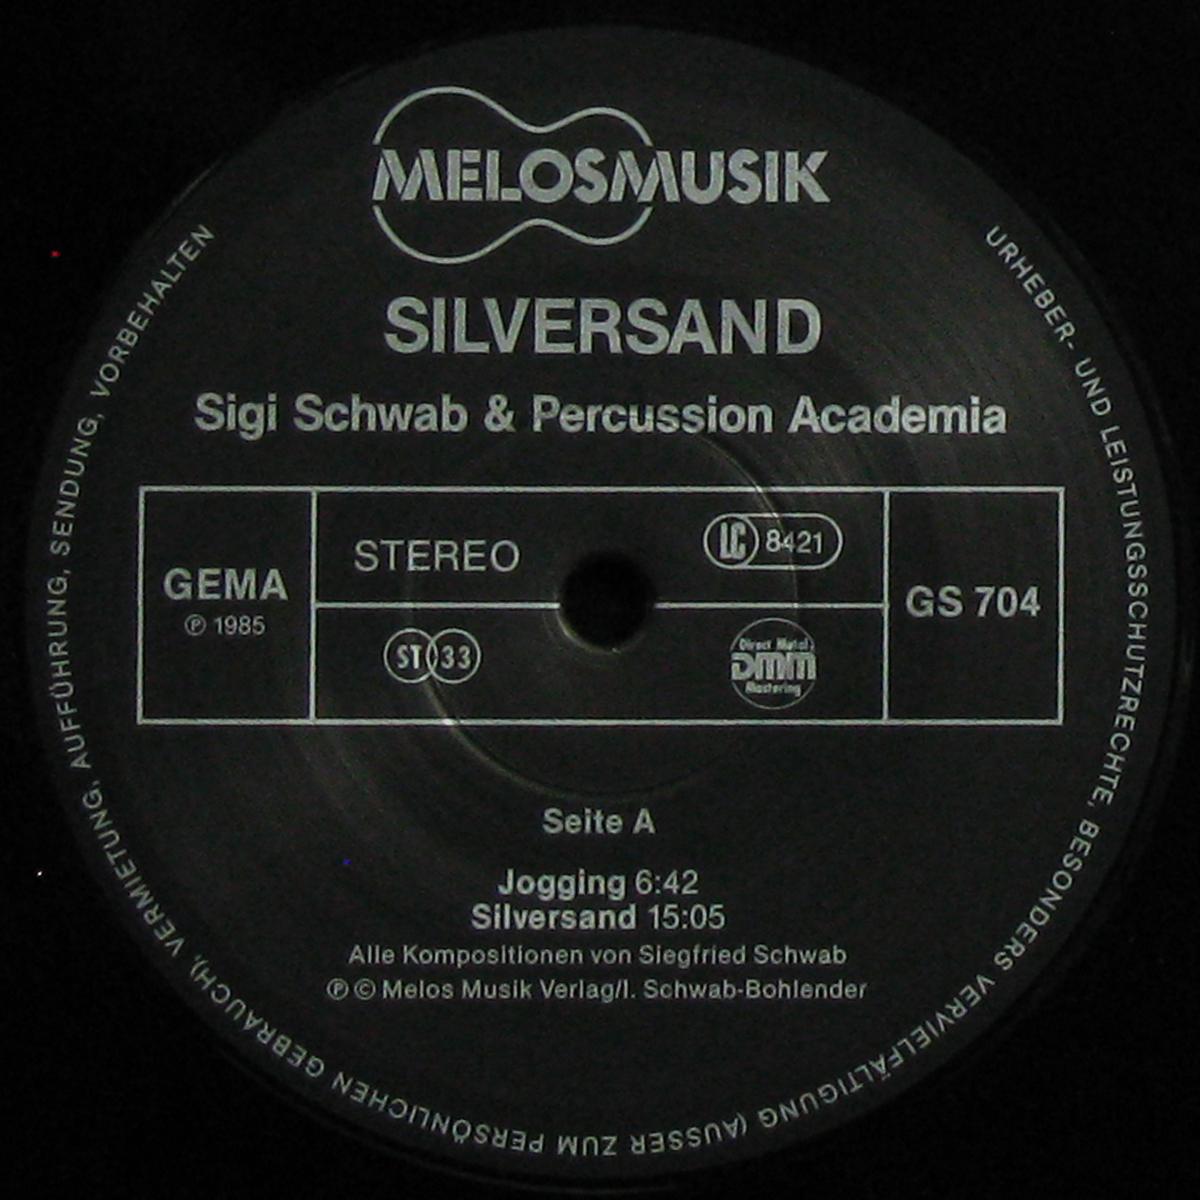 MELOSMUSIK
SILVERSAND
Sigi Schwab & Percussion Academia
GEMA
℗ 1985
STEREO
LC 8421
ST 33
Direct Metal
DMM
Mastering
GS 704
Seite A
Jogging 6:42
Silversand 15:05
Alle Kompositionen von Siegfried Schwab
℗ © Melos Musik Verlag/I. Schwab-Bohlender
URHEBER- UND LEISTUNGSSCHUTZRECHTE, BESONDERS VERVIELFÄLTIGUNG (AUSSER ZUM PERSÖNLICHEN GEBRAUCH), VERMIETUNG, AUFFÜHRUNG, SENDUNG, VORBEHALTEN